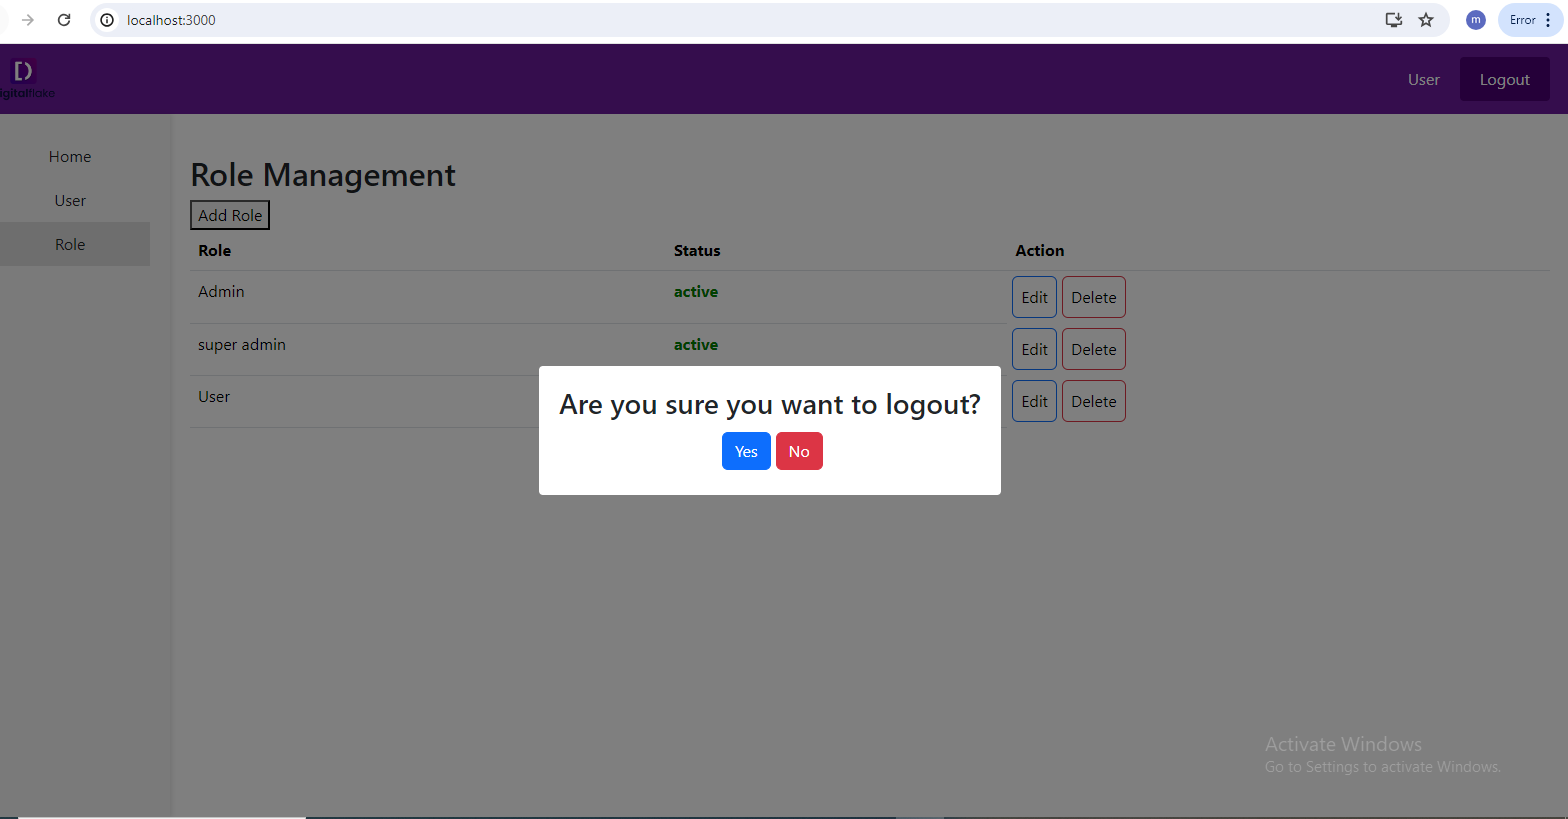 localhost:3000
m
Error
igitalflake
User
Logout
Home
User
Role
Role Management
Add Role
Role Status Action
Admin active Edit Delete
super admin active Edit Delete
User Edit Delete
Are you sure you want to logout?
Yes No
Activate Windows
Go to Settings to activate Windows.